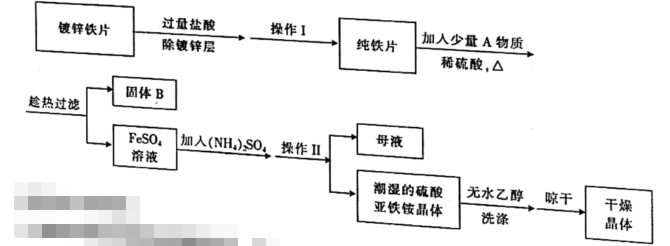 镀锌铁片
过量盐酸
除镀锌层
操作Ⅰ
纯铁片
加入少量A物质
稀硫酸,△
趁热过滤
固体B
FeSO₄
溶液
加入(NH₄)₂SO₄
操作Ⅱ
母液
潮湿的硫酸
亚铁铵晶体
无水乙醇
洗涤
晾干
干燥
晶体